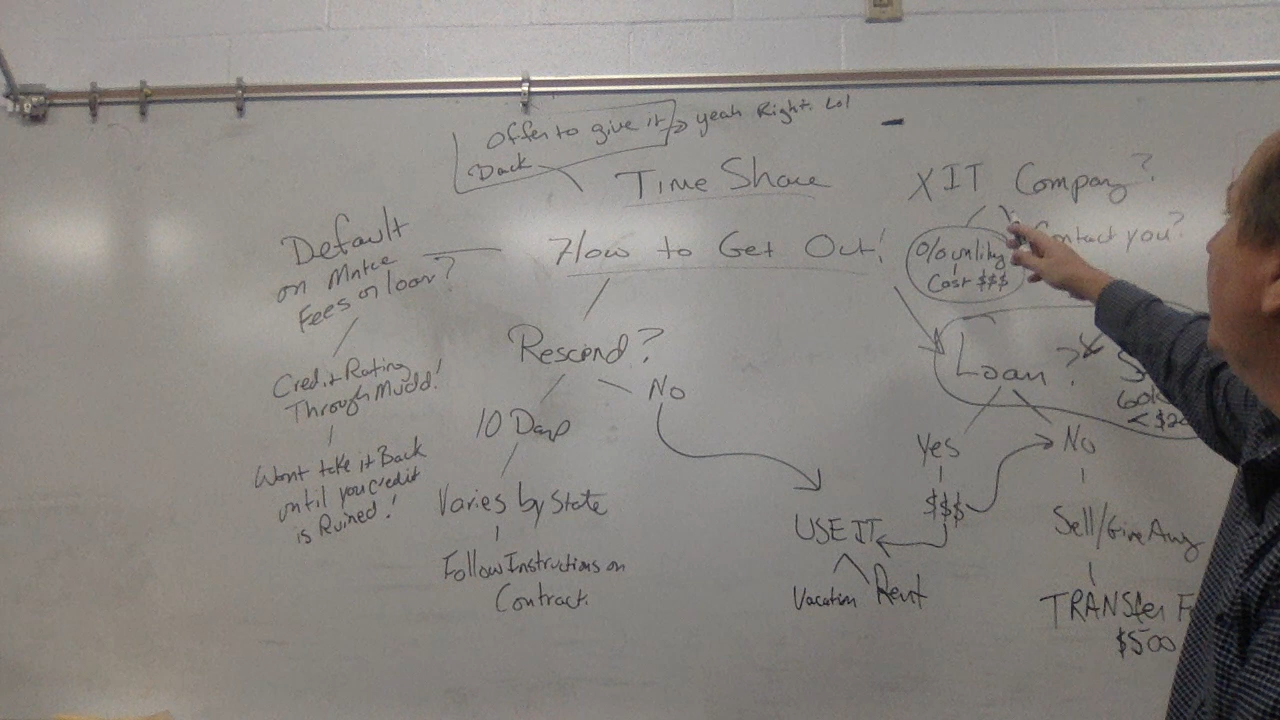 offer to give it → yeah Right. Lol
Back
Time Share
How to Get Out!
XIT Company?
Contact you?
Cost $$$
Default
on Mntce
Fees or loan?
Credit Rating
Through Mudd!
Wont take it Back
until you credit
is Ruined!
Rescend?
10 Days
No
Varies by State
Follow Instructions on
Contract.
USE IT
Vacation Rent
Loan?
Yes
$$$
No
Sell/Give Away
TRANSfer F
$500